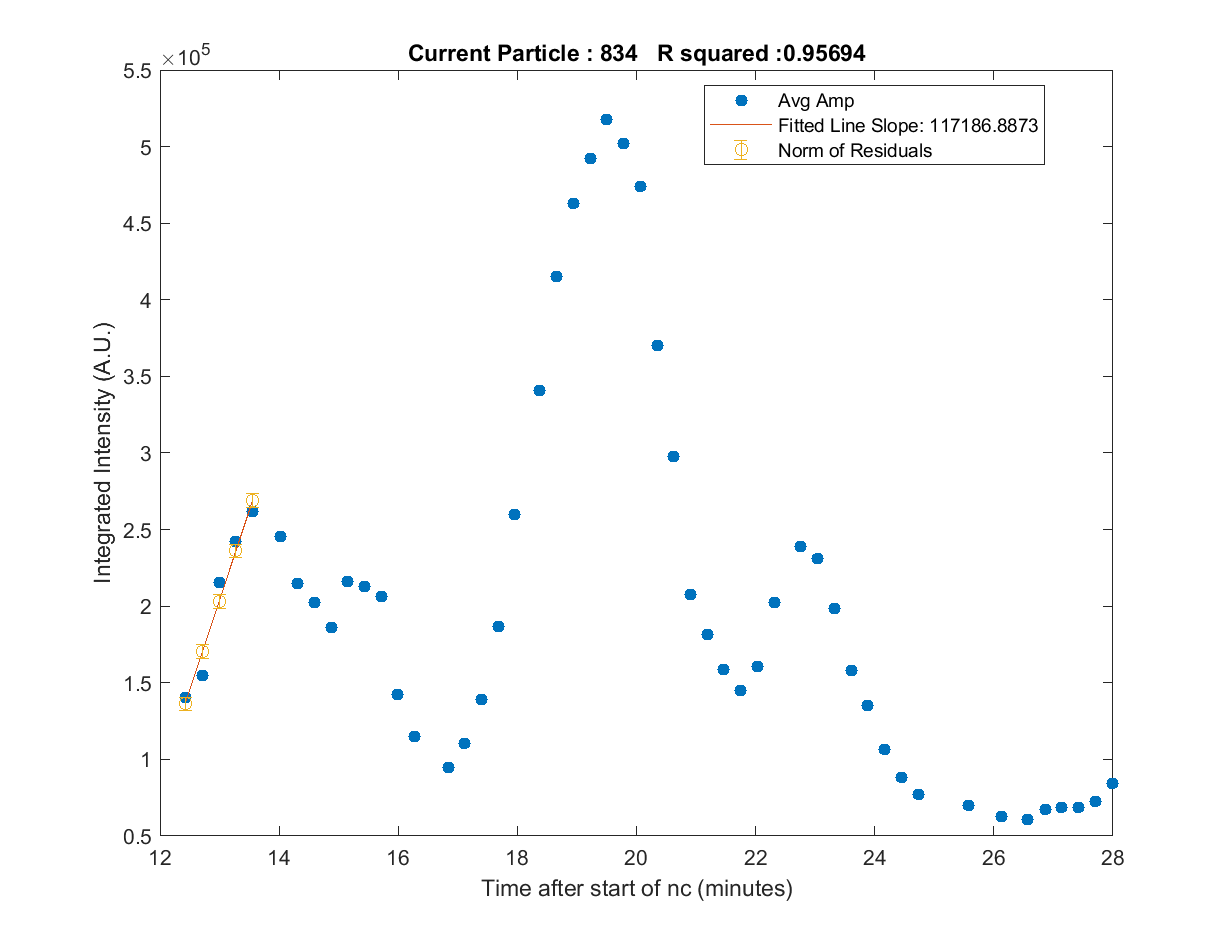 Current Particle : 834   R squared :0.95694
×10⁵
5.5
5
4.5
4
3.5
3
2.5
2
1.5
1
0.5
Integrated Intensity (A.U.)
Avg Amp
Fitted Line Slope: 117186.8873
Norm of Residuals
12 14 16 18 20 22 24 26 28
Time after start of nc (minutes)